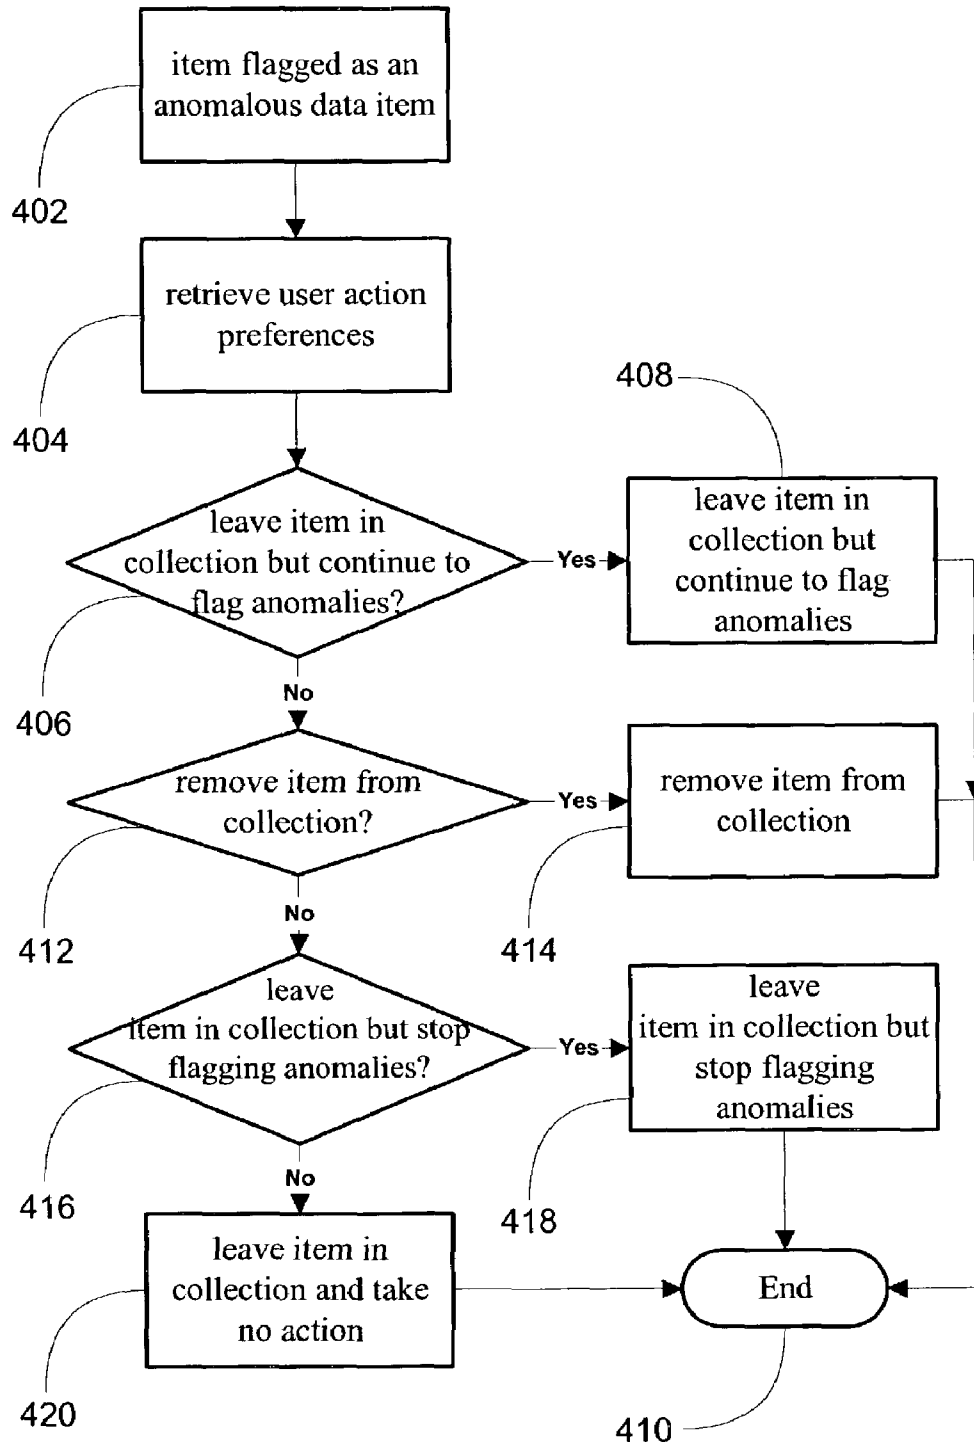 item flagged as an
anomalous data item
402
retrieve user action
preferences
404
408
leave item in
collection but continue to
flag anomalies?
Yes
leave item in
collection but
continue to flag
anomalies
406
No
remove item from
collection?
Yes
remove item from
collection
412
No
414
leave
item in collection but stop
flagging anomalies?
Yes
leave
item in collection but
stop flagging
anomalies
416
No
418
leave item in
collection and take
no action
End
420
410